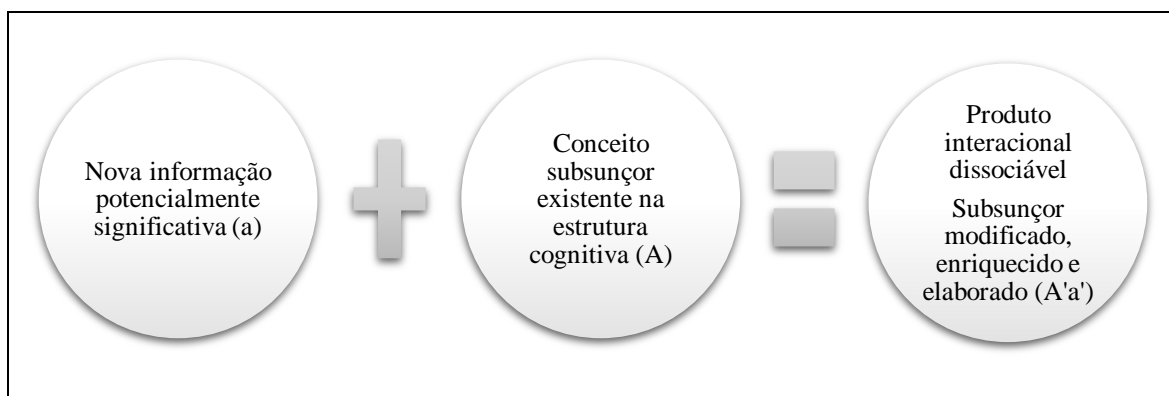 Nova informação
potencialmente
significativa (a)
Conceito
subsunçor
existente na
estrutura
cognitiva (A)
Produto
interacional
dissociável
Subsunçor
modificado,
enriquecido e
elaborado (A'a')